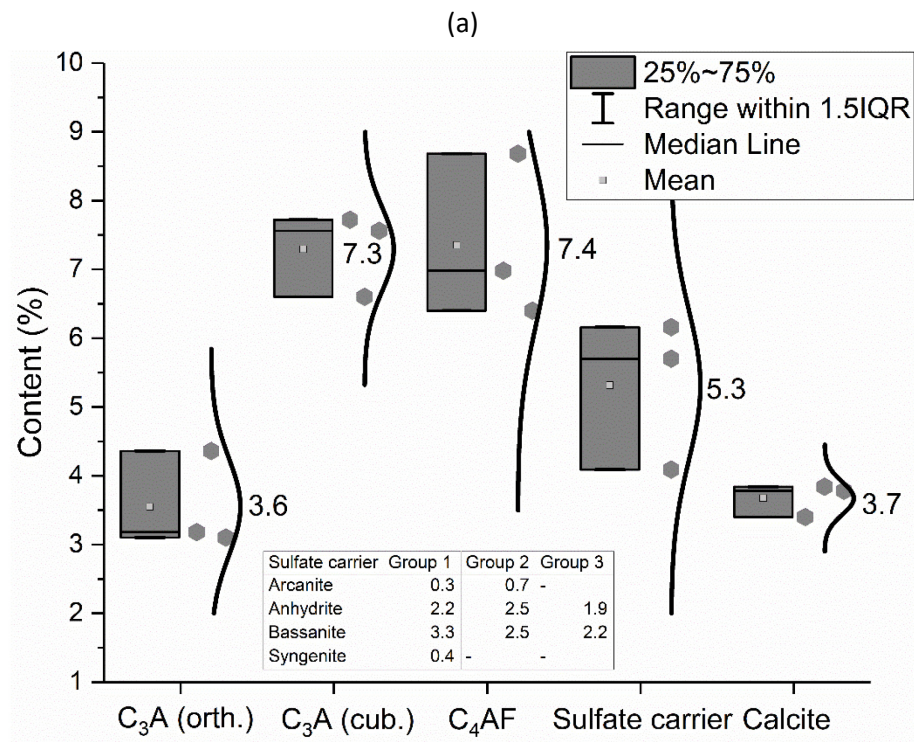 (a)
10
9
8
7
6
5
4
3
2
1
Content (%)
25%~75%
Range within 1.5IQR
Median Line
Mean
3.6
7.3
7.4
5.3
3.7
Sulfate carrier Group 1 Group 2 Group 3
Arcanite 0.3 0.7 -
Anhydrite 2.2 2.5 1.9
Bassanite 3.3 2.5 2.2
Syngenite 0.4 - -
C₃A (orth.) C₃A (cub.) C₄AF Sulfate carrier Calcite